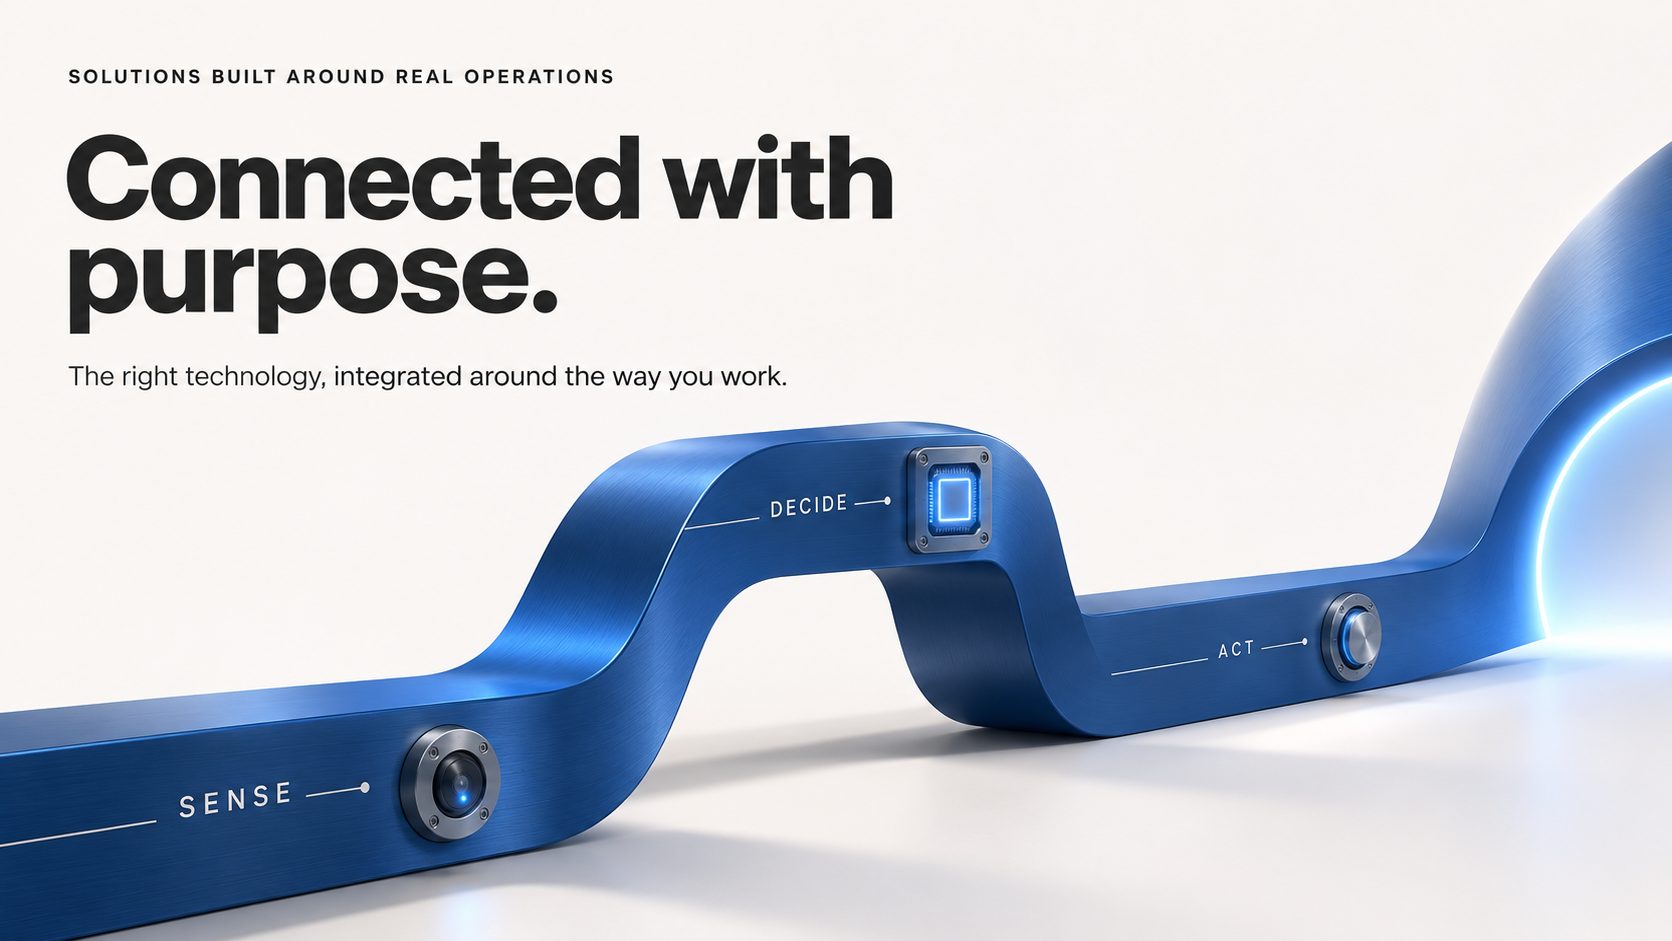 SOLUTIONS BUILT AROUND REAL OPERATIONS
Connected with
purpose.
The right technology, integrated around the way you work.
DECIDE
ACT
SENSE